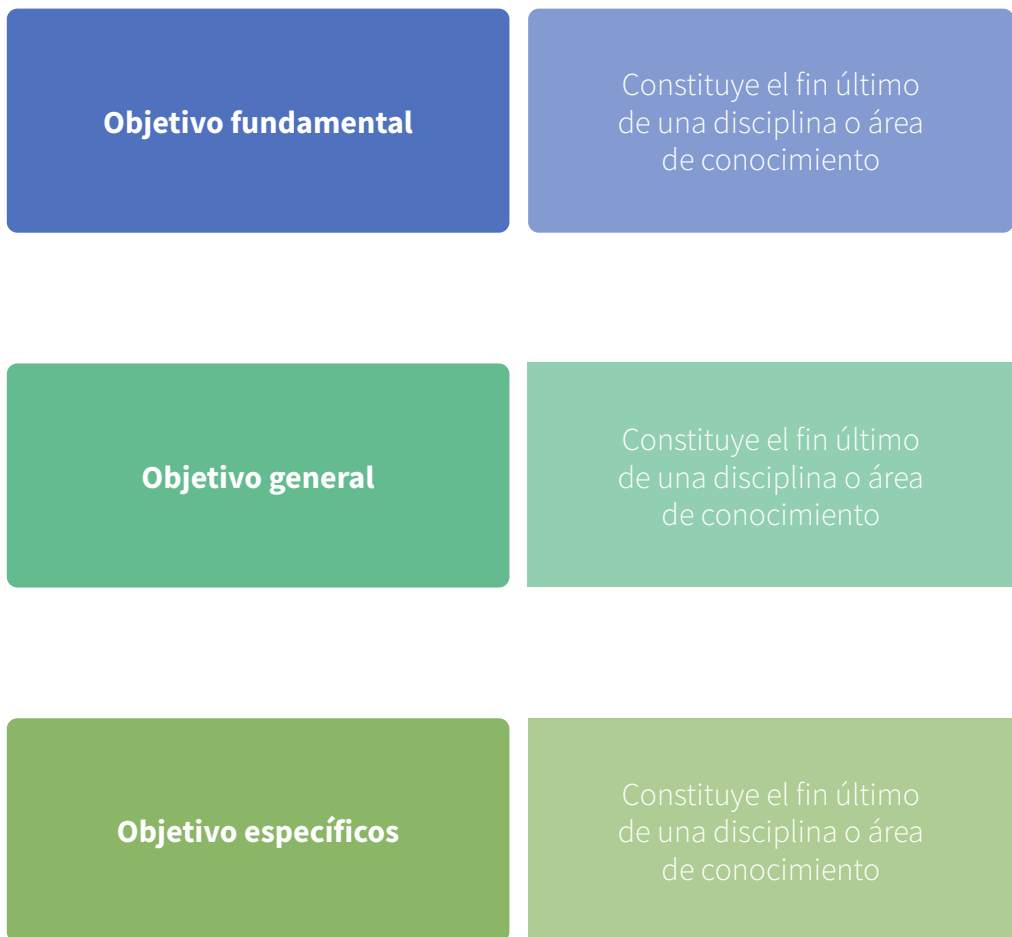 Objetivo fundamental
Constituye el fin último
de una disciplina o área
de conocimiento
Objetivo general
Constituye el fin último
de una disciplina o área
de conocimiento
Objetivo específicos
Constituye el fin último
de una disciplina o área
de conocimiento